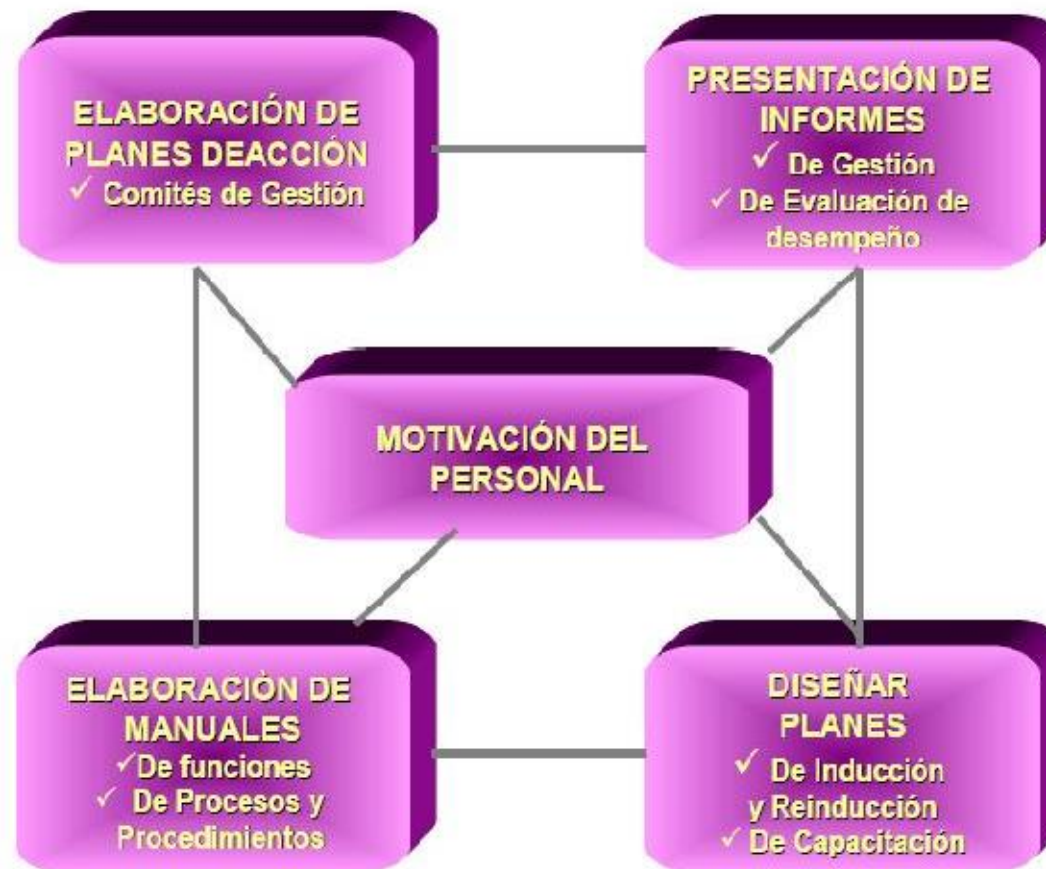 ELABORACIÓN DE
PLANES DEACCIÓN
✓ Comités de Gestión
PRESENTACIÓN DE
INFORMES
✓ De Gestión
✓ De Evaluación de
desempeño
MOTIVACIÓN DEL
PERSONAL
ELABORACIÓN DE
MANUALES
✓De funciones
✓ De Procesos y
Procedimientos
DISEÑAR
PLANES
✓ De Inducción
y Reinducción
✓ De Capacitación